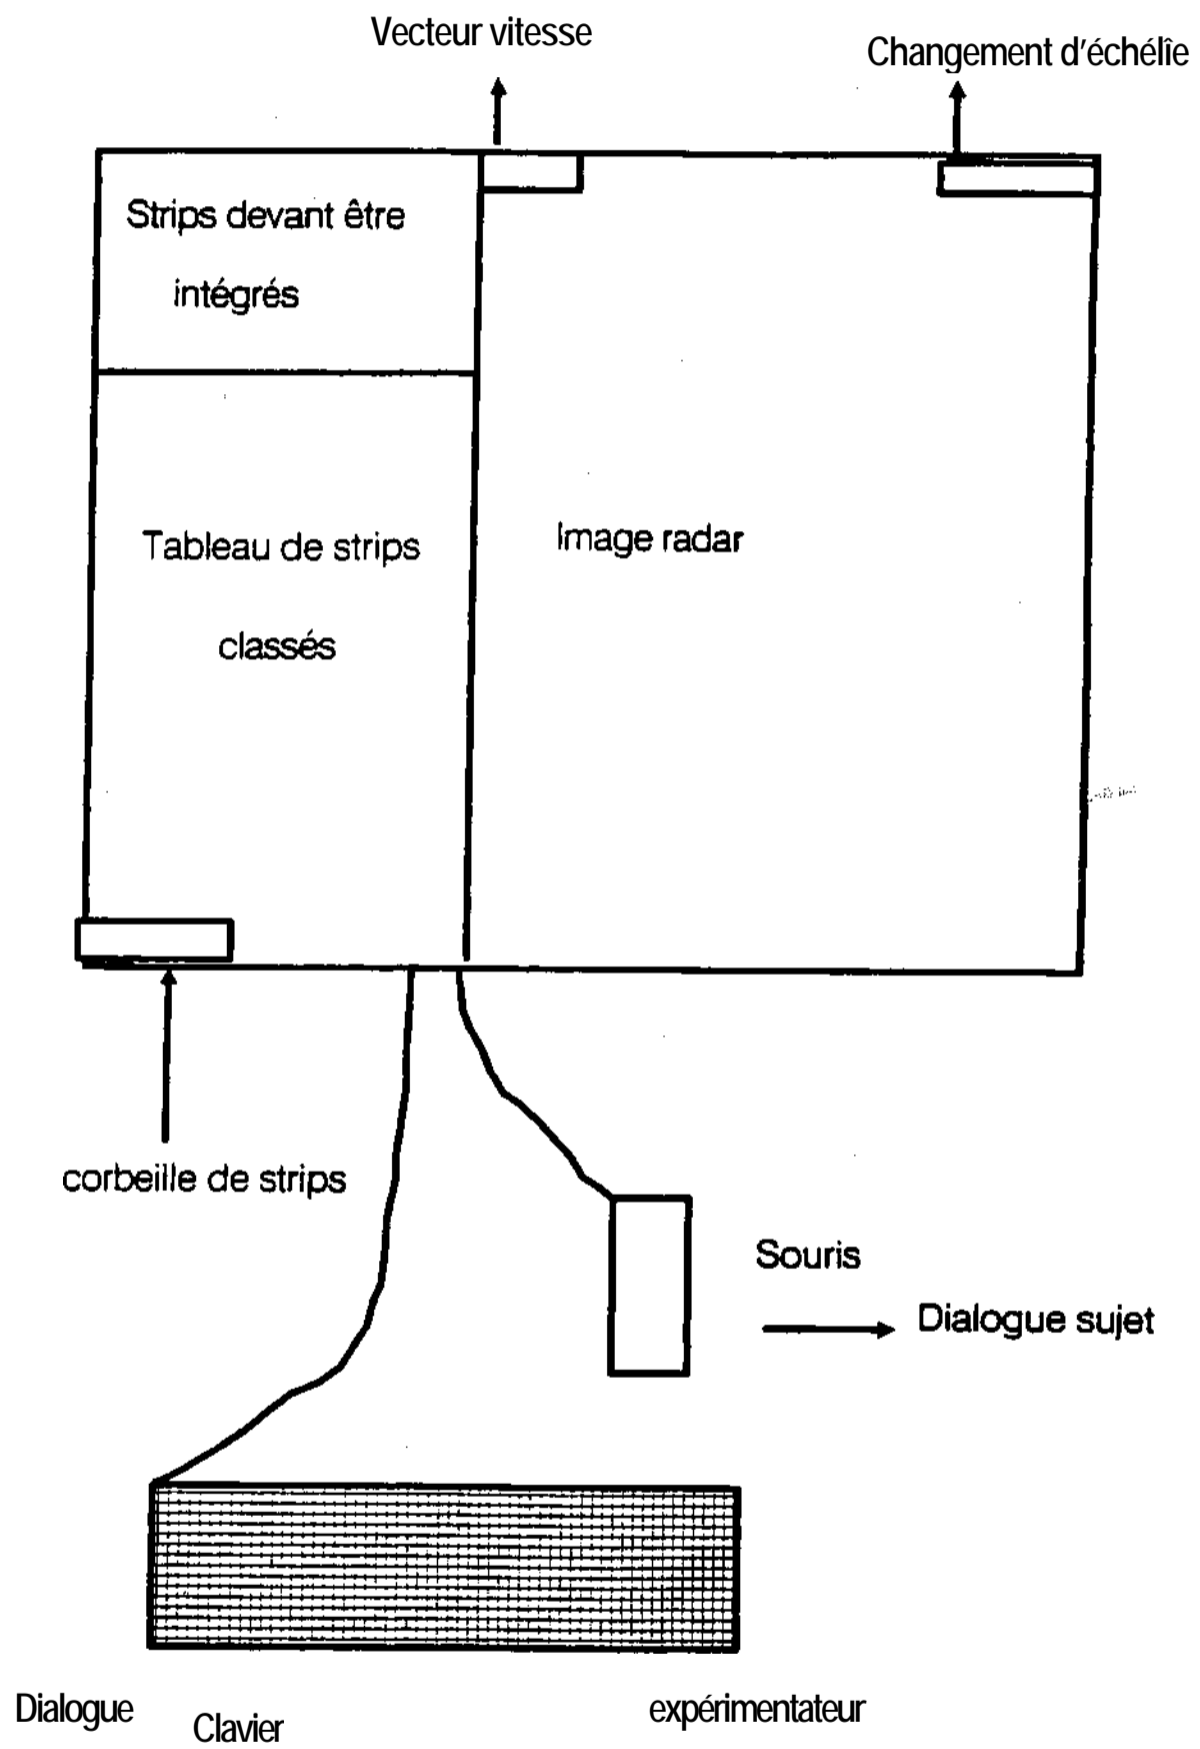 Vecteur vitesse
Changement d'échélîe
Strips devant être
intégrés
Tableau de strips
classés
Image radar
corbeille de strips
Souris
Dialogue sujet
Dialogue
Clavier
expérimentateur